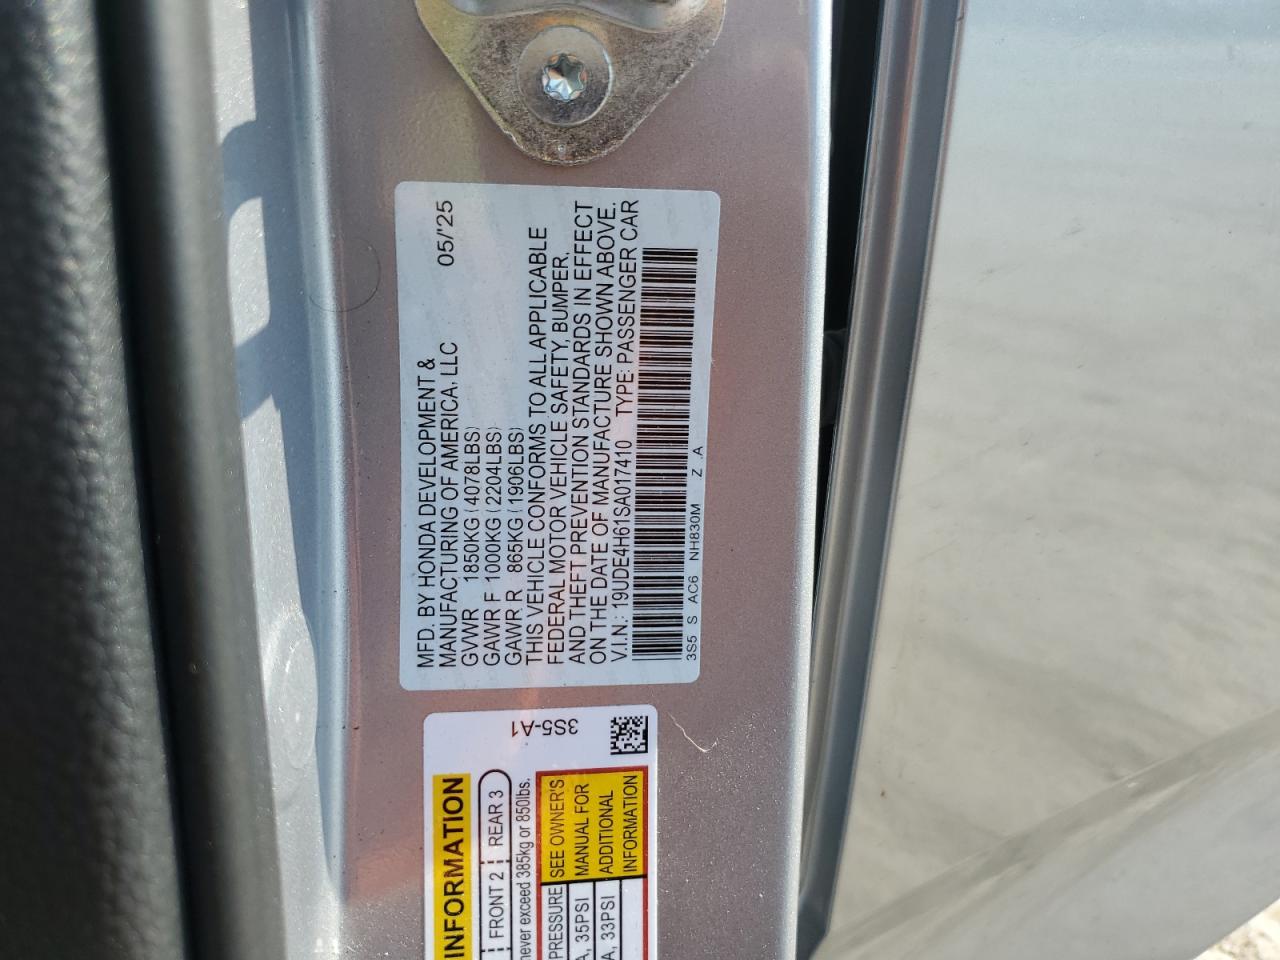 MFD. BY HONDA DEVELOPMENT &
MANUFACTURING OF AMERICA, LLC 05/'25
GVWR 1850KG (4078LBS)
GAWR F 1000KG (2204LBS)
GAWR R 865KG (1906LBS)
THIS VEHICLE CONFORMS TO ALL APPLICABLE
FEDERAL MOTOR VEHICLE SAFETY, BUMPER,
AND THEFT PREVENTION STANDARDS IN EFFECT
ON THE DATE OF MANUFACTURE SHOWN ABOVE.
V.I.N.: 19UDE4H61SA017410 TYPE: PASSENGER CAR
3S5 S AC6 NH830M Z .A
3S5-A1
INFORMATION
FRONT 2 REAR 3
never exceed 385kg or 850lbs.
PRESSURE
, 35PSI
, 33PSI
SEE OWNER'S
MANUAL FOR
ADDITIONAL
INFORMATION